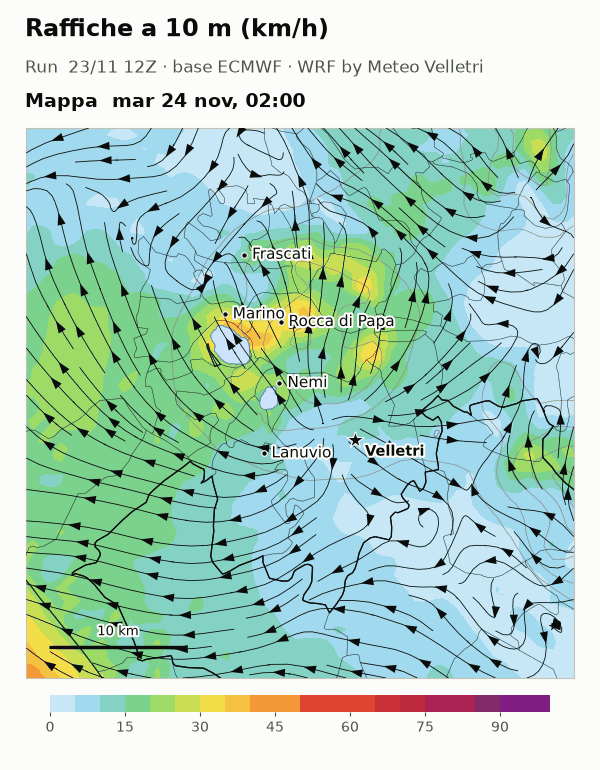 Raffiche a 10 m (km/h)
Run  23/11 12Z · base ECMWF · WRF by Meteo Velletri
Mappa  mar 24 nov, 02:00
Frascati
Marino
Rocca di Papa
Nemi
Velletri
Lanuvio
10 km
0 15 30 45 60 75 90